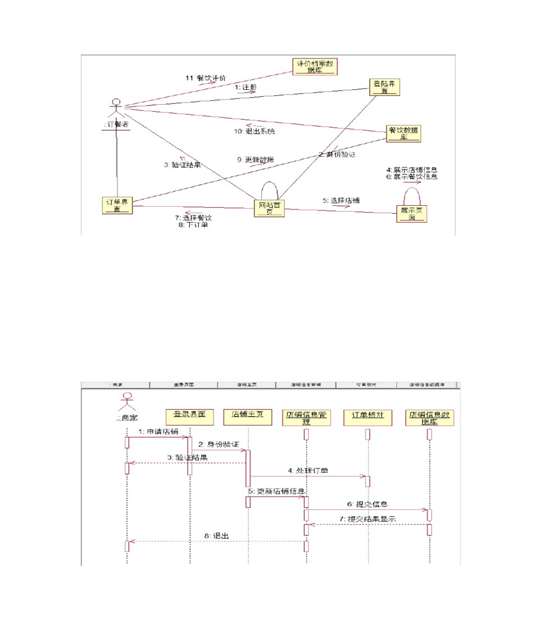 评价档案数
据库
11: 餐饮评价
1: 注册
登陆界
面
:订餐者
10: 退出系统
餐饮数据
库
2: 身份验证
9: 更新数据
3: 验证结果
4: 展示店铺信息
6: 展示餐饮信息
订单界
面
网站首
页
5: 选择店铺
展示页
面
7: 选择餐饮
8: 下订单
:商家
登录界面
店铺主页
店铺信息管理
订单核对
店铺信息数据库
:商家
登录界面
店铺主页
店铺信息管
理
订单核对
店铺信息数
据库
1: 申请店铺
2: 身份验证
3: 验证结果
4: 处理订单
5: 更新店铺信息
6: 提交信息
7: 提交结果显示
8: 退出